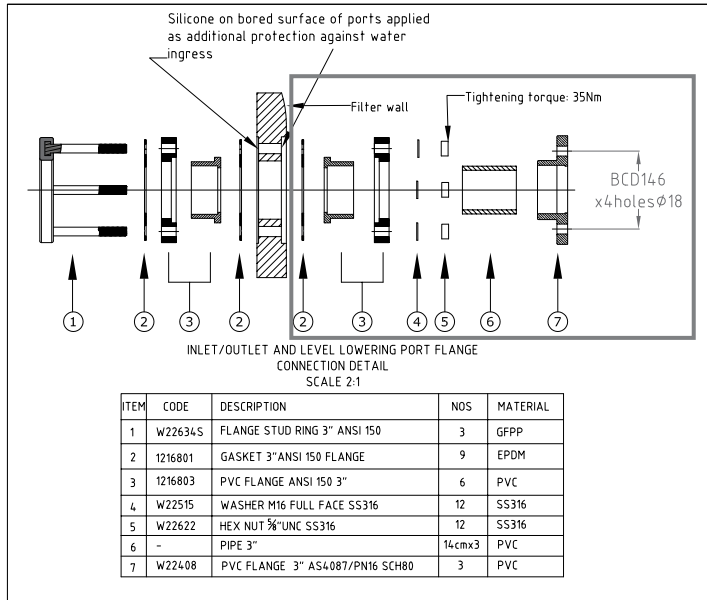 Silicone on bored surface of ports applied
as additional protection against water
ingress
Filter wall
Tightening torque: 35Nm
BCD146
x4holesϕ18
1 2 3 2 2 3 4 5 6 7
INLET/OUTLET AND LEVEL LOWERING PORT FLANGE
CONNECTION DETAIL
SCALE 2:1
ITEM CODE DESCRIPTION NOS MATERIAL
1 W22634S FLANGE STUD RING 3" ANSI 150 3 GFPP
2 1216801 GASKET 3"ANSI 150 FLANGE 9 EPDM
3 1216803 PVC FLANGE ANSI 150 3" 6 PVC
4 W22515 WASHER M16 FULL FACE SS316 12 SS316
5 W22622 HEX NUT ⅝"UNC SS316 12 SS316
6 - PIPE 3" 14cmx3 PVC
7 W22408 PVC FLANGE 3" AS4087/PN16 SCH80 3 PVC